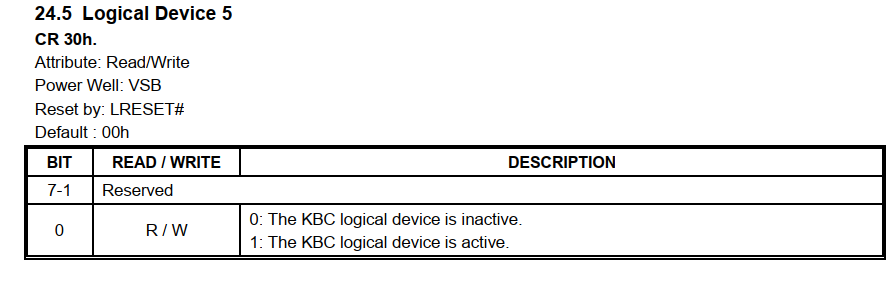 24.5 Logical Device 5
CR 30h.
Attribute: Read/Write
Power Well: VSB
Reset by: LRESET#
Default : 00h
BIT READ / WRITE DESCRIPTION
7-1 Reserved
0 R / W 0: The KBC logical device is inactive.
1: The KBC logical device is active.